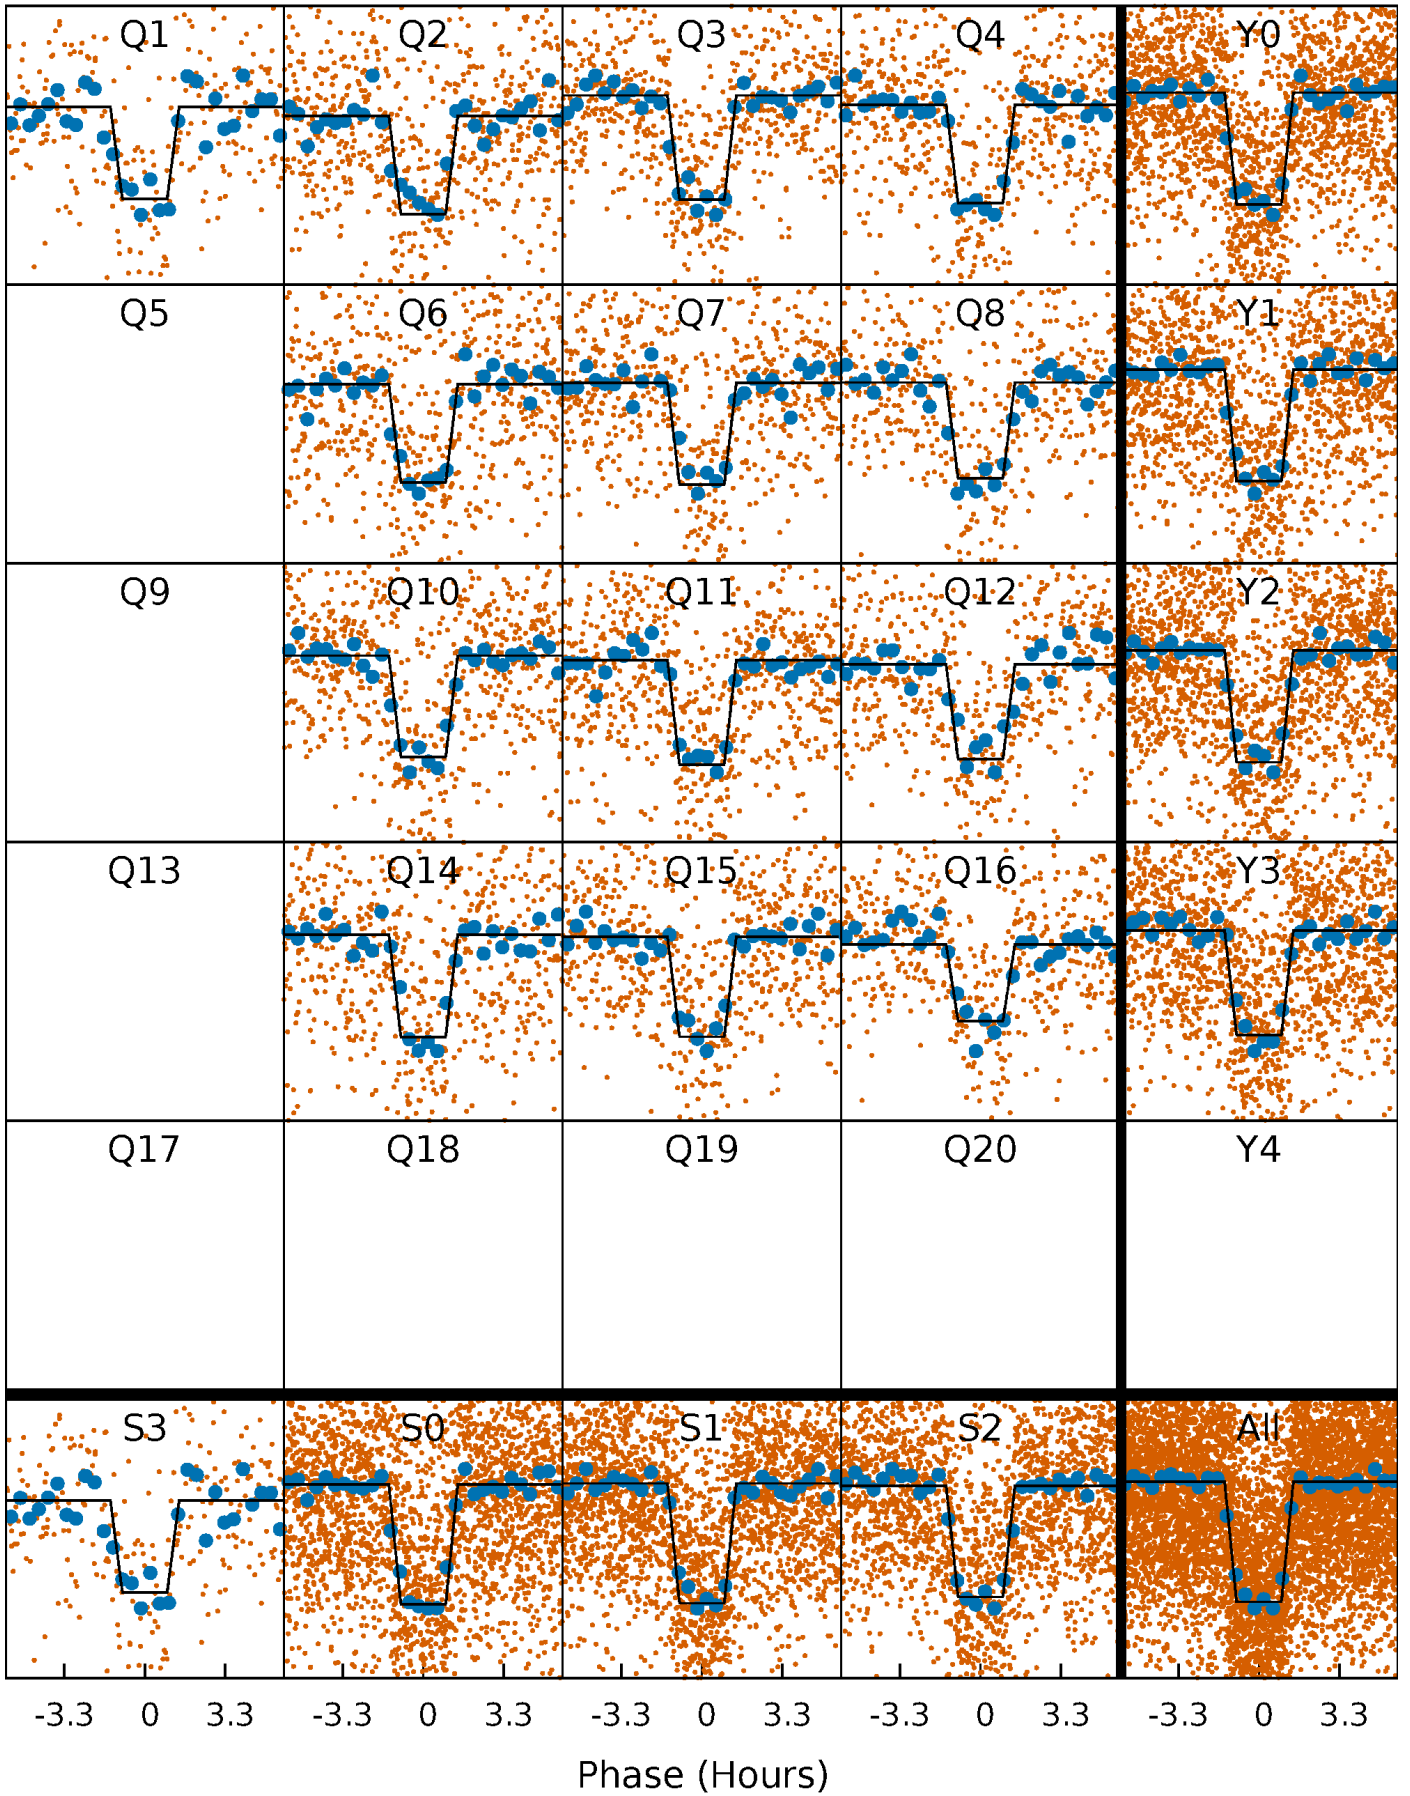 Q1 Q2 Q3 Q4 Y0
Q5 Q6 Q7 Q8 Y1
Q9 Q10 Q11 Q12 Y2
Q13 Q14 Q15 Q16 Y3
Q17 Q18 Q19 Q20 Y4
S3 S0 S1 S2 All
-3.3 0 3.3 -3.3 0 3.3 -3.3 0 3.3 -3.3 0 3.3 -3.3 0 3.3
Phase (Hours)